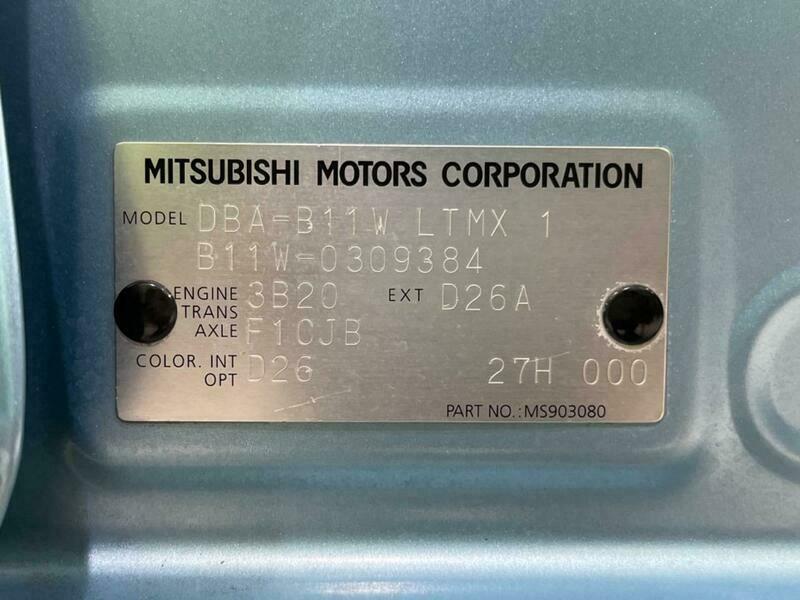 MITSUBISHI MOTORS CORPORATION
MODEL DBA-B11W LTMX 1
B11W-0309384
ENGINE 3B20 EXT D26A
TRANS
AXLE F1CJB
COLOR. INT D26 27H 000
OPT
PART NO.: MS903080